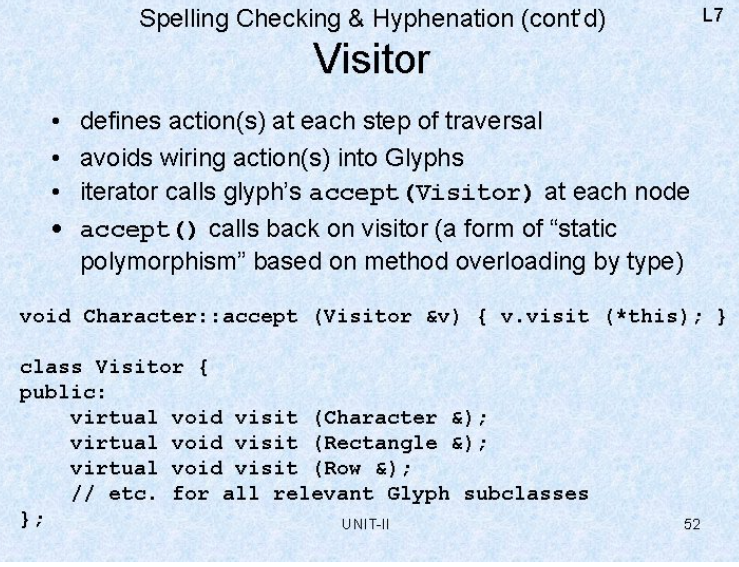 Spelling Checking & Hyphenation (cont'd) L7
Visitor
• defines action(s) at each step of traversal
• avoids wiring action(s) into Glyphs
• iterator calls glyph's accept(Visitor) at each node
• accept() calls back on visitor (a form of “static
polymorphism” based on method overloading by type)
void Character::accept (Visitor &v) { v.visit (*this); }
class Visitor {
public:
    virtual void visit (Character &);
    virtual void visit (Rectangle &);
    virtual void visit (Row &);
    // etc. for all relevant Glyph subclasses
};
UNIT-II 52